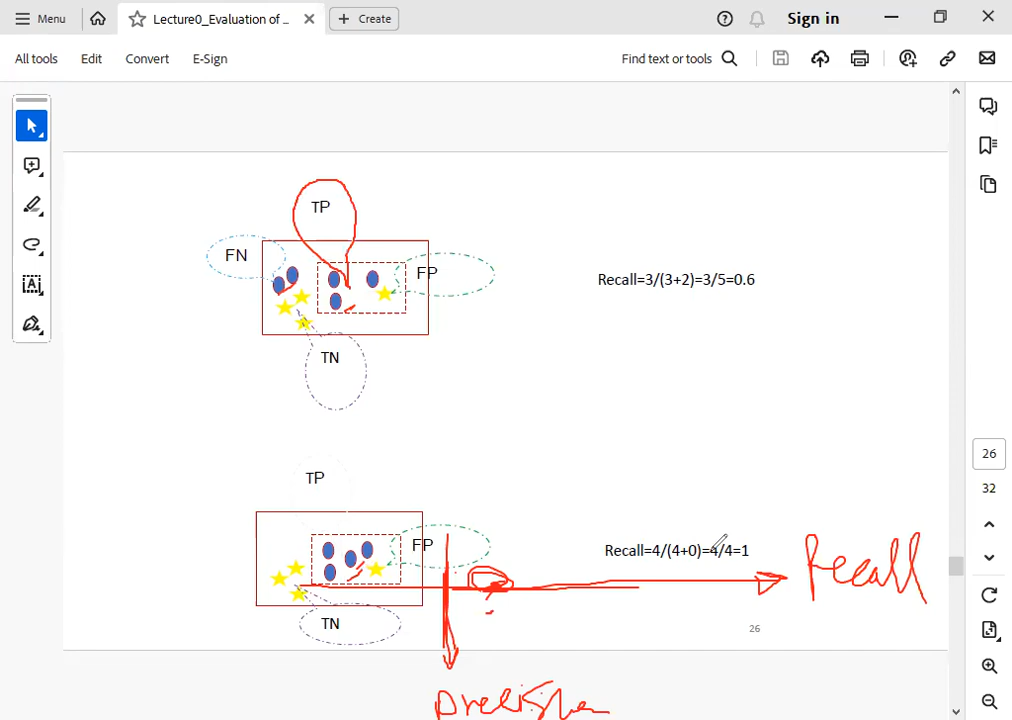 Menu Lecture0_Evaluation of ... Create Sign in
All tools Edit Convert E-Sign Find text or tools
TP
FN
FP
Recall=3/(3+2)=3/5=0.6
TN
26
32
TP
FP
Recall=4/(4+0)=4/4=1
Recall
TN
26